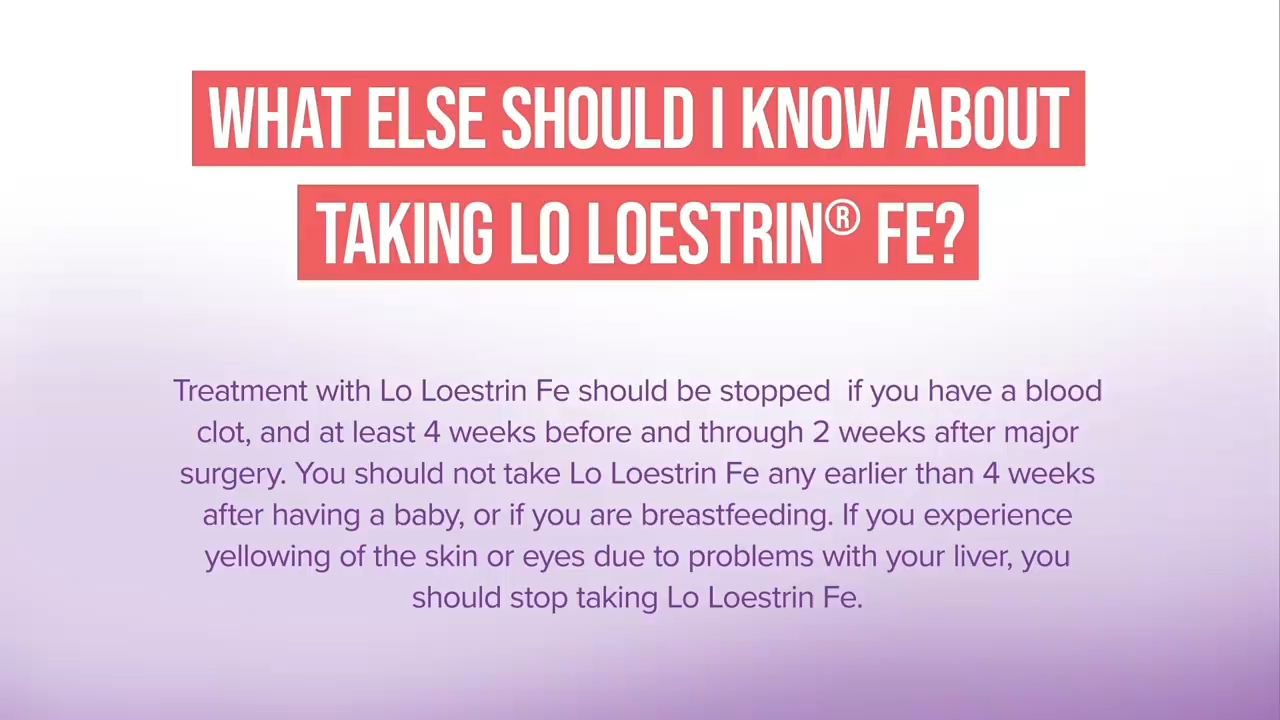 WHAT ELSE SHOULD I KNOW ABOUT
TAKING LO LOESTRIN® FE?
Treatment with Lo Loestrin Fe should be stopped  if you have a blood
clot, and at least 4 weeks before and through 2 weeks after major
surgery. You should not take Lo Loestrin Fe any earlier than 4 weeks
after having a baby, or if you are breastfeeding. If you experience
yellowing of the skin or eyes due to problems with your liver, you
should stop taking Lo Loestrin Fe.